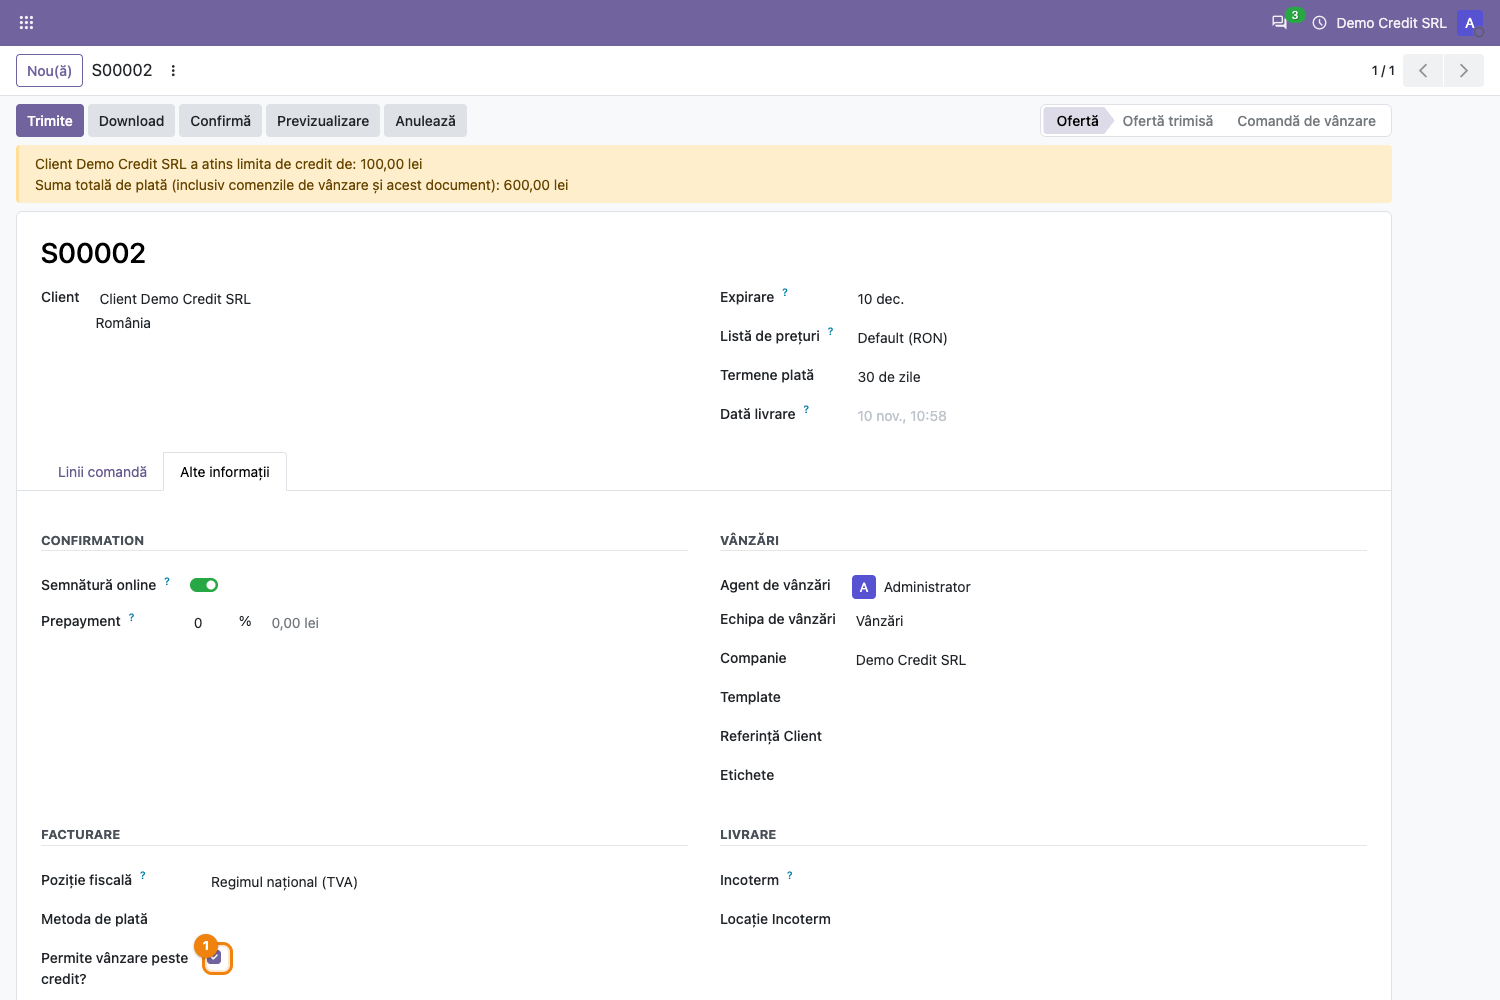 3
Demo Credit SRL
A
Nou(ă)
S00002
1 / 1
Trimite
Download
Confirmă
Previzualizare
Anulează
Ofertă
Ofertă trimisă
Comandă de vânzare
Client Demo Credit SRL a atins limita de credit de: 100,00 lei
Suma totală de plată (inclusiv comenzile de vânzare și acest document): 600,00 lei
S00002
Client
Client Demo Credit SRL
România
Expirare ?
10 dec.
Listă de prețuri ?
Default (RON)
Termene plată
30 de zile
Dată livrare ?
10 nov., 10:58
Linii comandă
Alte informații
CONFIRMATION
Semnătură online ?
Prepayment ?
0 %
0,00 lei
VÂNZĂRI
Agent de vânzări
A Administrator
Echipa de vânzări
Vânzări
Companie
Demo Credit SRL
Template
Referință Client
Etichete
FACTURARE
Poziție fiscală ?
Regimul național (TVA)
Metoda de plată
Permite vânzare peste
credit?
1
LIVRARE
Incoterm ?
Locație Incoterm